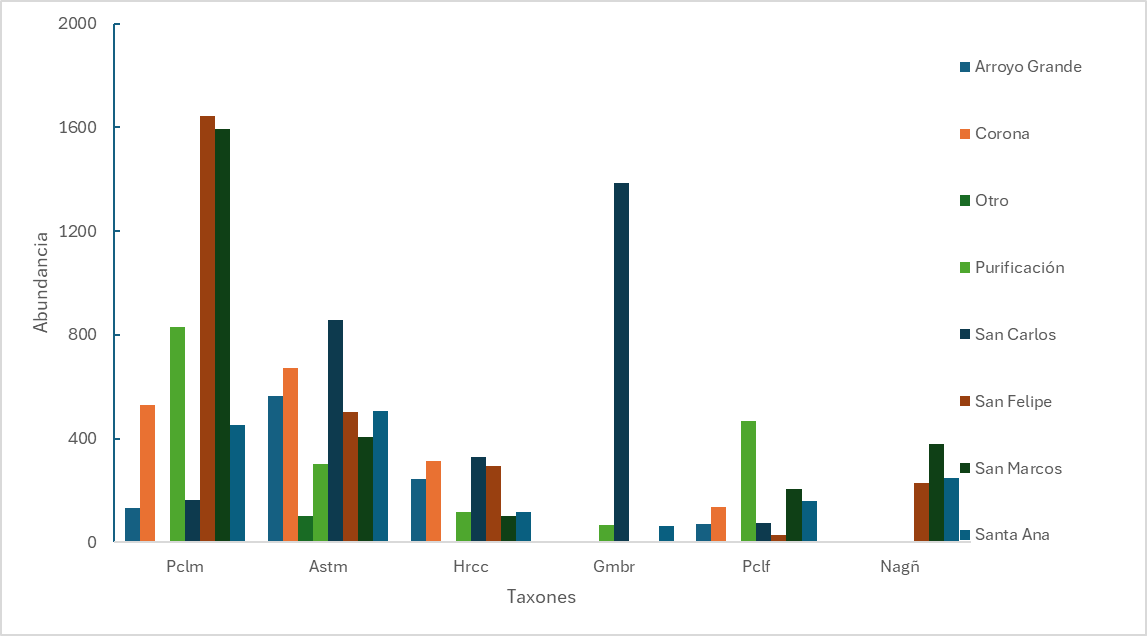 2000
1600
1200
800
400
0
Abundancia
Pclm
Astm
Hrcc
Gmbr
Pclf
Nagñ
Taxones
Arroyo Grande
Corona
Otro
Purificación
San Carlos
San Felipe
San Marcos
Santa Ana